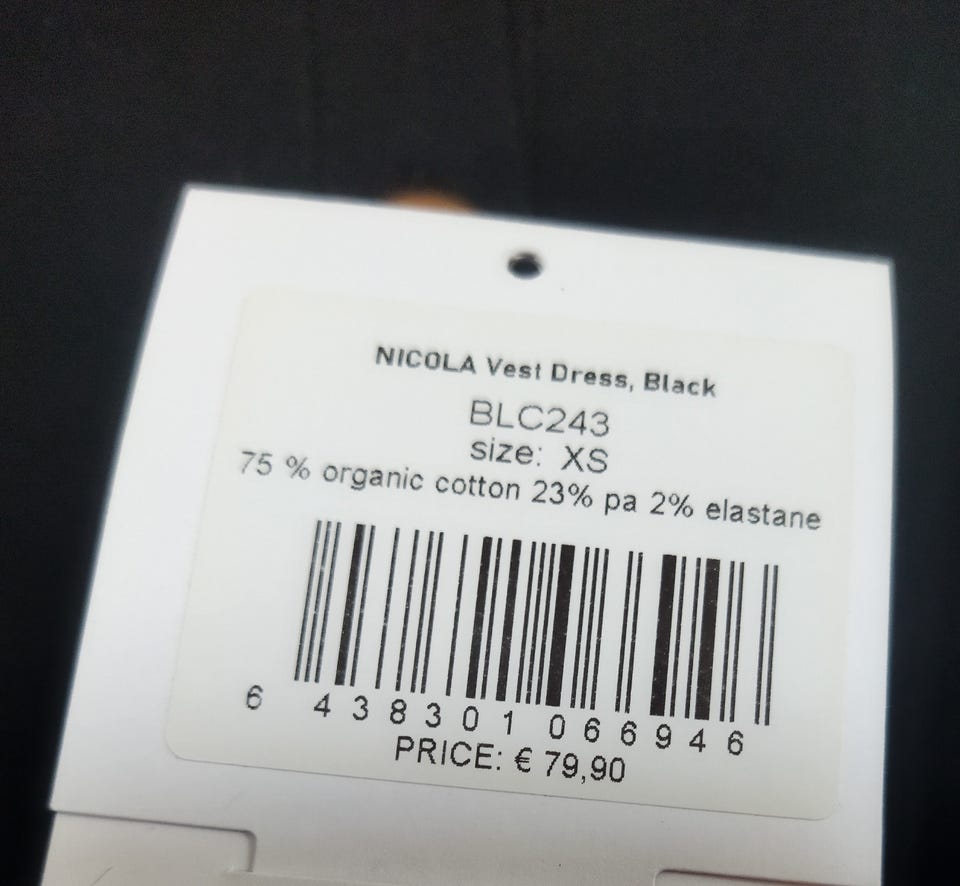 NICOLA Vest Dress, Black
BLC243
size: XS
75 % organic cotton 23% pa 2% elastane
6 438301 066946
PRICE: € 79,90